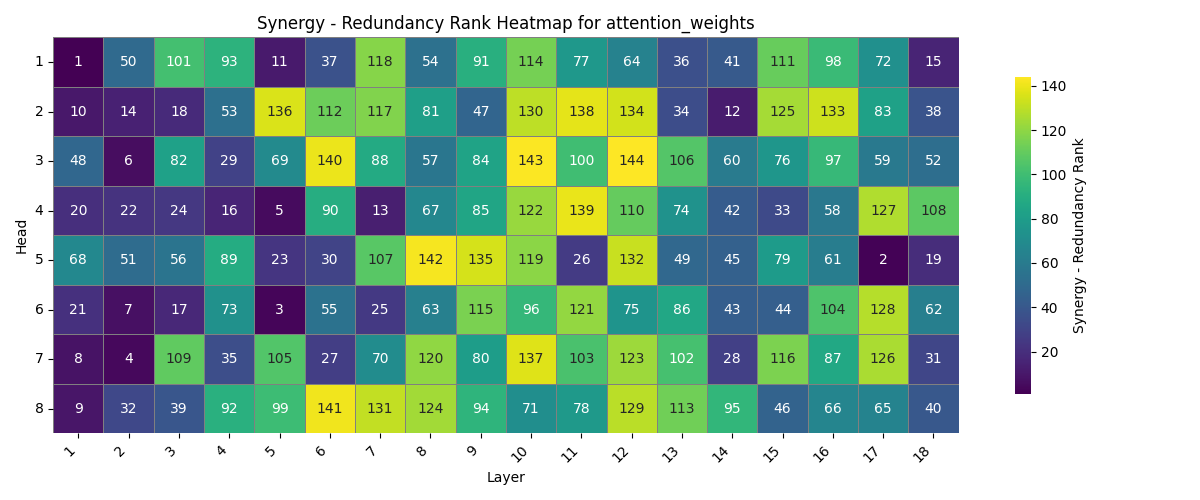 Synergy - Redundancy Rank Heatmap for attention_weights
Head
1 1 50 101 93 11 37 118 54 91 114 77 64 36 41 111 98 72 15
2 10 14 18 53 136 112 117 81 47 130 138 134 34 12 125 133 83 38
3 48 6 82 29 69 140 88 57 84 143 100 144 106 60 76 97 59 52
4 20 22 24 16 5 90 13 67 85 122 139 110 74 42 33 58 127 108
5 68 51 56 89 23 30 107 142 135 119 26 132 49 45 79 61 2 19
6 21 7 17 73 3 55 25 63 115 96 121 75 86 43 44 104 128 62
7 8 4 109 35 105 27 70 120 80 137 103 123 102 28 116 87 126 31
8 9 32 39 92 99 141 131 124 94 71 78 129 113 95 46 66 65 40
1 2 3 4 5 6 7 8 9 10 11 12 13 14 15 16 17 18
Layer
140
120
100
80
60
40
20
Synergy - Redundancy Rank